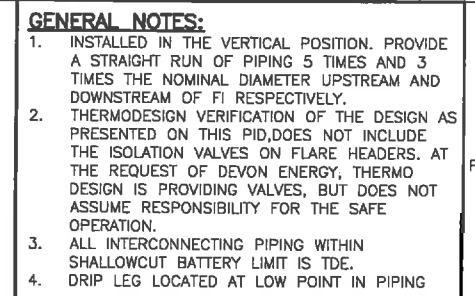 GENERAL NOTES:
1. INSTALLED IN THE VERTICAL POSITION. PROVIDE
A STRAIGHT RUN OF PIPING 5 TIMES AND 3
TIMES THE NOMINAL DIAMETER UPSTREAM AND
DOWNSTREAM OF FI RESPECTIVELY.
2. THERMODESIGN VERIFICATION OF THE DESIGN AS
PRESENTED ON THIS PID,DOES NOT INCLUDE
THE ISOLATION VALVES ON FLARE HEADERS. AT
THE REQUEST OF DEVON ENERGY, THERMO
DESIGN IS PROVIDING VALVES, BUT DOES NOT
ASSUME RESPONSIBILITY FOR THE SAFE
OPERATION.
3. ALL INTERCONNECTING PIPING WITHIN
SHALLOWCUT BATTERY LIMIT IS TDE.
4. DRIP LEG LOCATED AT LOW POINT IN PIPING